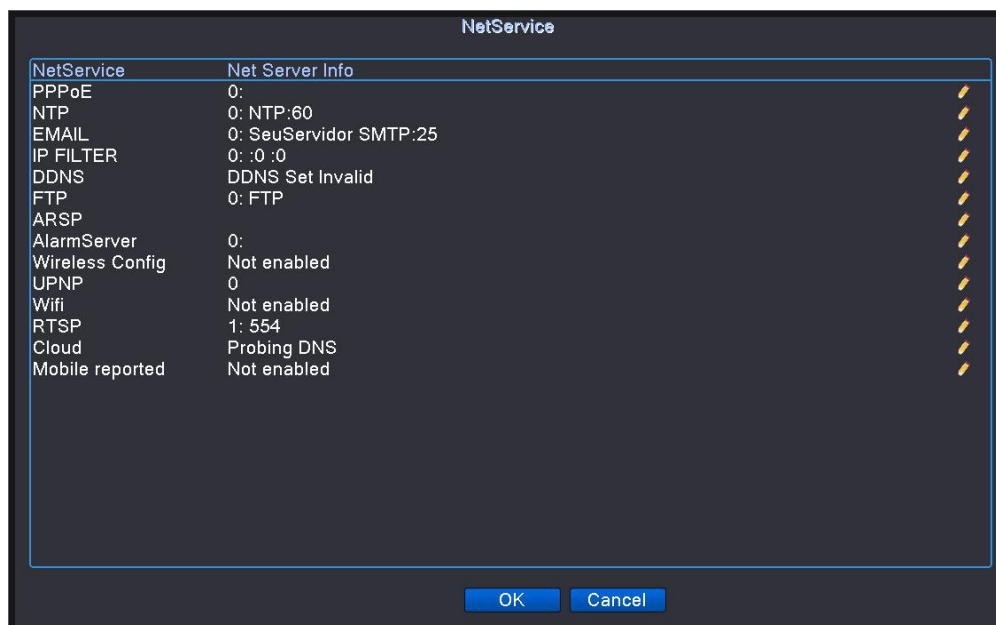 NetService
NetService Net Server Info
PPPoE 0:
NTP 0: NTP:60
EMAIL 0: SeuServidor SMTP:25
IP FILTER 0: :0 :0
DDNS DDNS Set Invalid
FTP 0: FTP
ARSP
AlarmServer 0:
Wireless Config Not enabled
UPNP 0
Wifi Not enabled
RTSP 1: 554
Cloud Probing DNS
Mobile reported Not enabled
OK Cancel